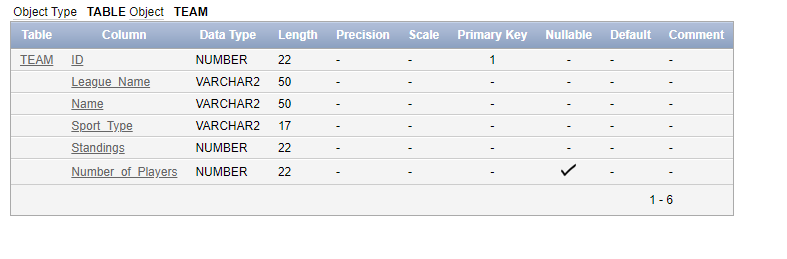 Object Type TABLE Object TEAM
Table Column Data Type Length Precision Scale Primary Key Nullable Default Comment
TEAM ID NUMBER 22 - - 1 - - -
League_Name VARCHAR2 50 - - - - - -
Name VARCHAR2 50 - - - - - -
Sport_Type VARCHAR2 17 - - - - - -
Standings NUMBER 22 - - - - - -
Number_of_Players NUMBER 22 - - - ✓ - -
1 - 6